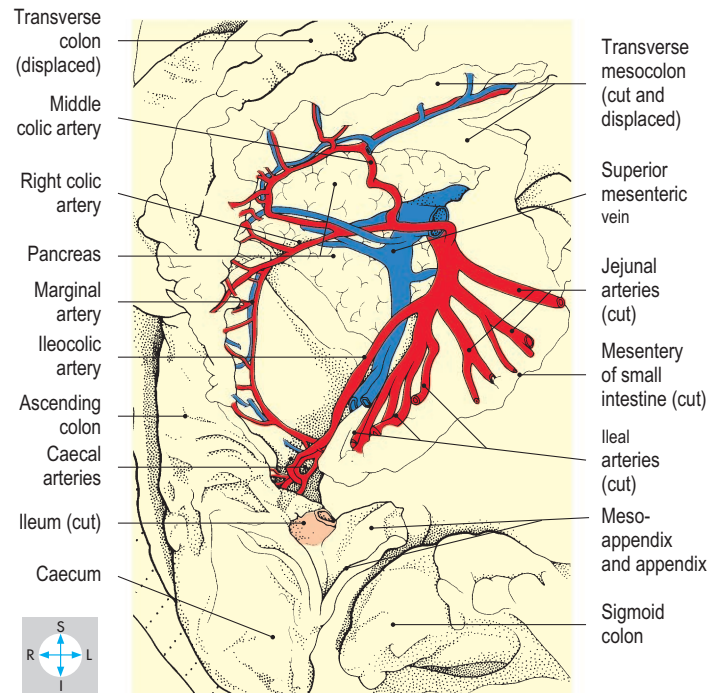 Transverse
colon
(displaced)
Middle
colic artery
Right colic
artery
Pancreas
Marginal
artery
Ileocolic
artery
Ascending
colon
Caecal
arteries
Ileum (cut)
Caecum
S
R
L
I
Transverse
mesocolon
(cut and
displaced)
Superior
mesenteric
vein
Jejunal
arteries
(cut)
Mesentery
of small
intestine (cut)
Ileal
arteries
(cut)
Meso-
appendix
and appendix
Sigmoid
colon